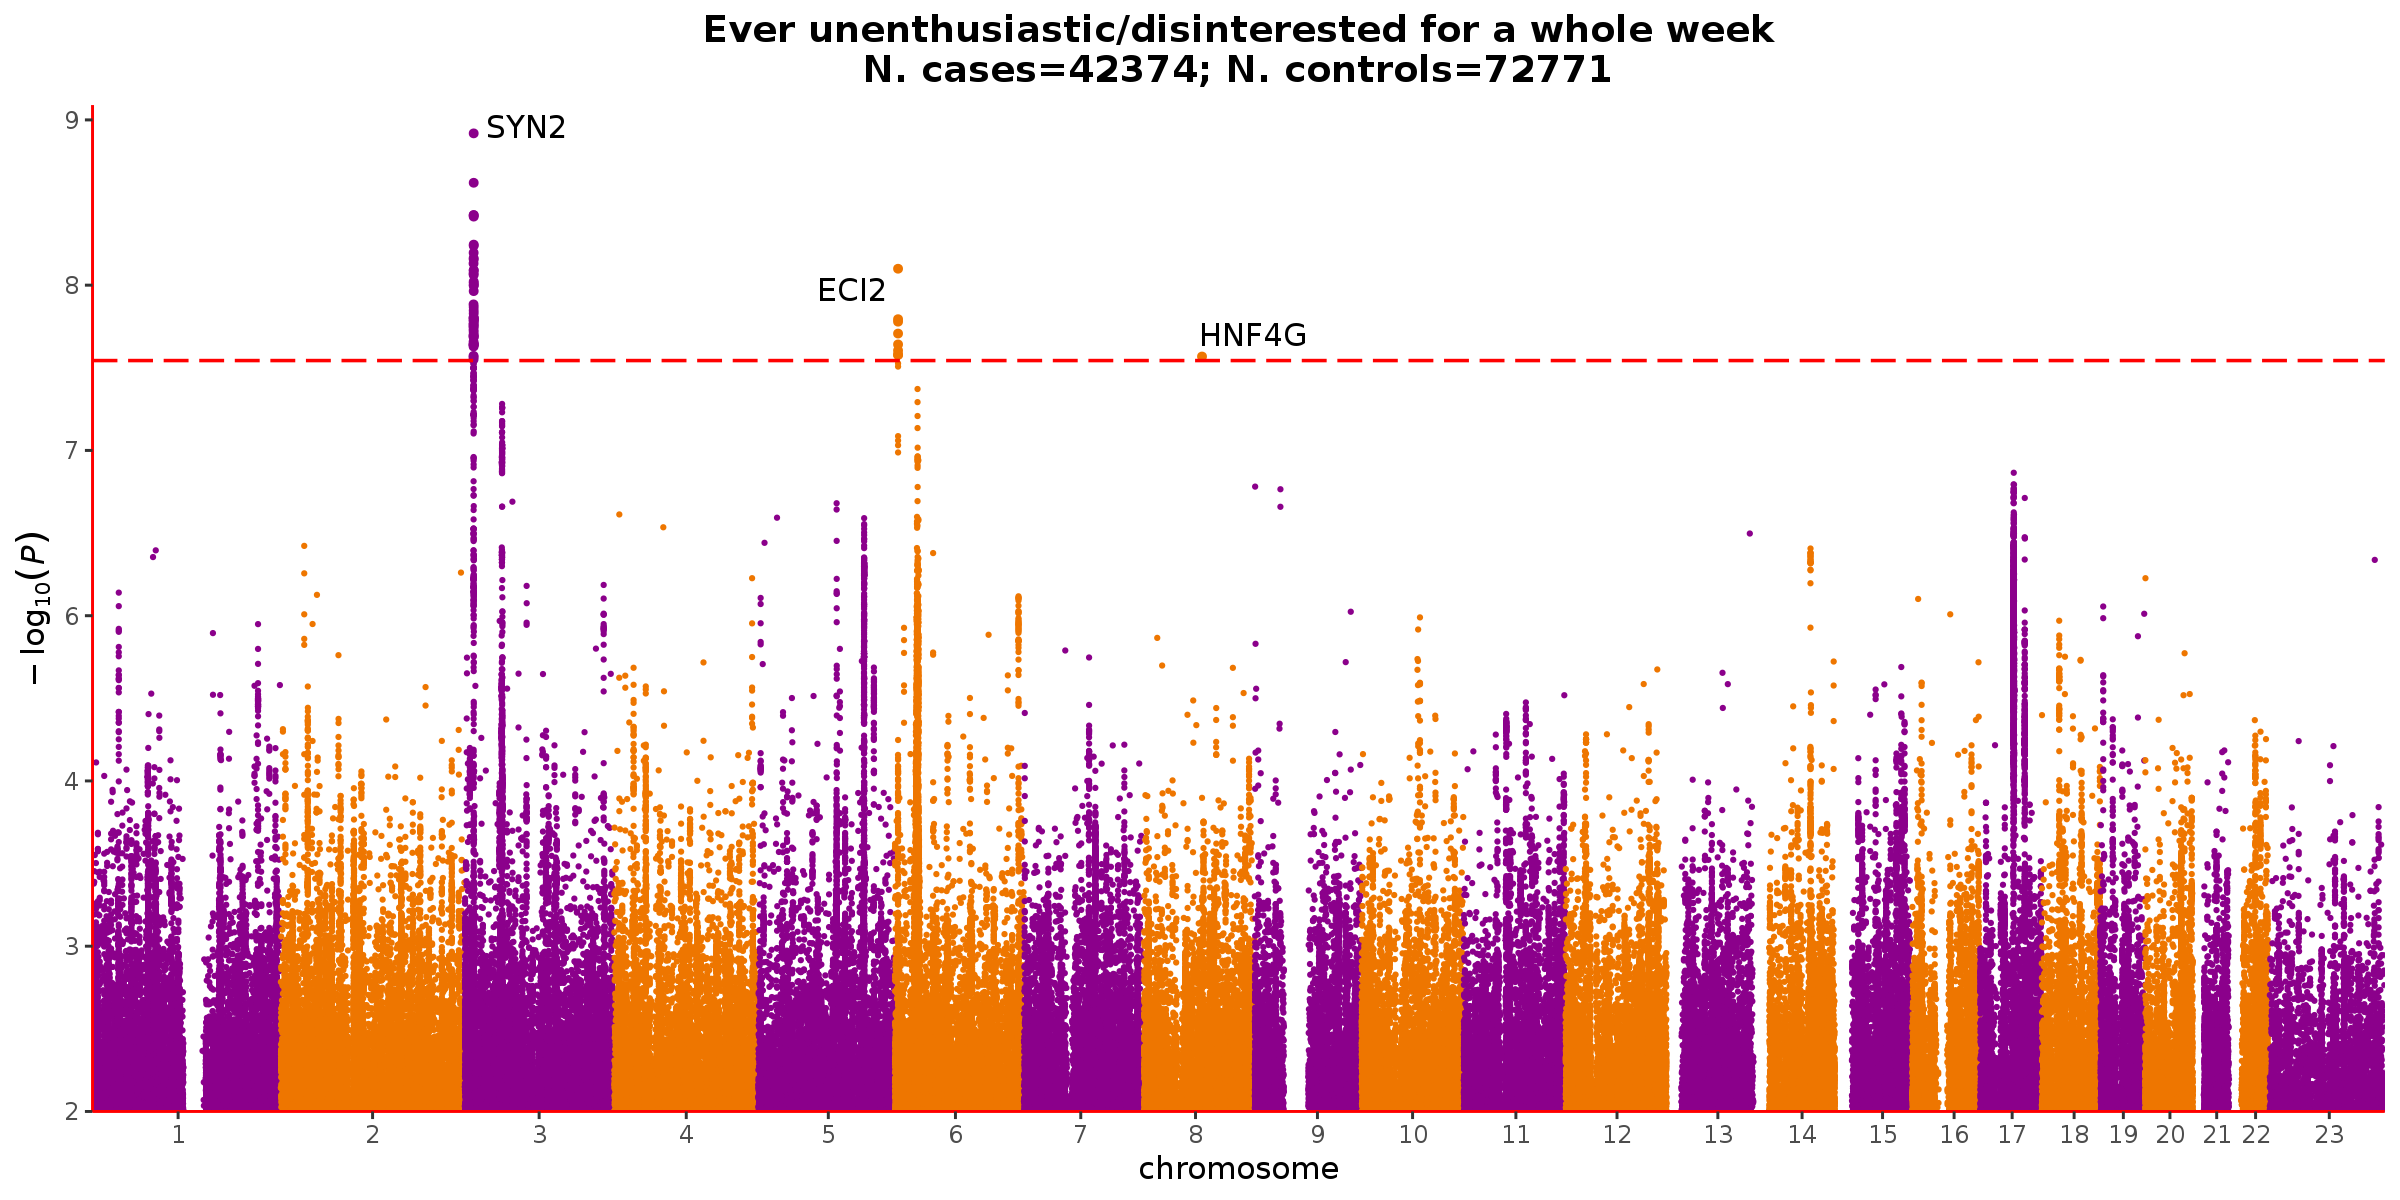 Ever unenthusiastic/disinterested for a whole week
N. cases=42374; N. controls=72771
9
8
7
6
4
3
2
−log₁₀(P)
SYN2
ECI2
HNF4G
1 2 3 4 5 6 7 8 9 10 11 12 13 14 15 16 17 18 19 20 21 22 23
chromosome